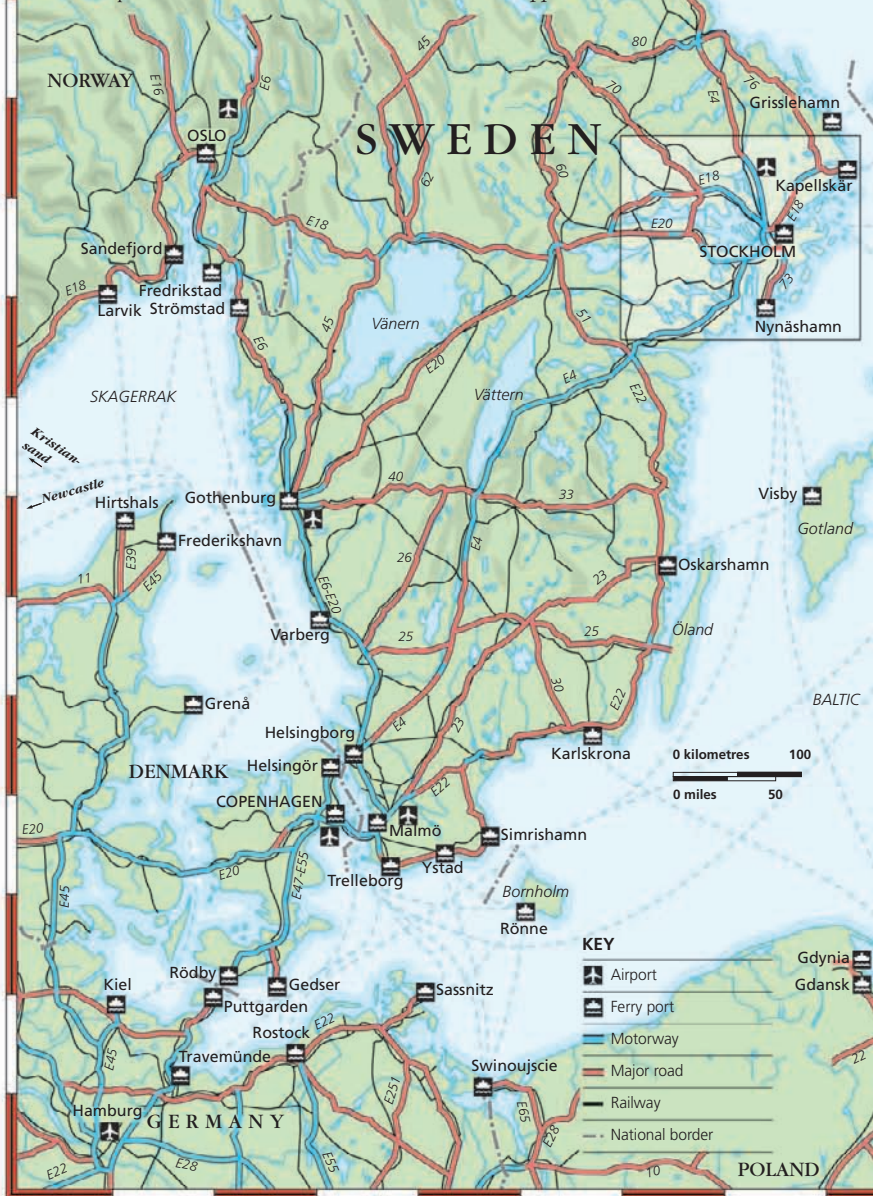 45
80
NORWAY
E16
E6
70
E4
76
Grisslehamn
OSLO
SWEDEN
62
60
E18
Kapellskär
E18
E18
E20
STOCKHOLM
Sandefjord
73
E18
Fredrikstad
Larvik
Strömstad
Nynäshamn
Vänern
45
51
E6
E20
E4
E22
SKAGERRAK
Vättern
Kristian-
sand
Newcastle
40
33
Visby
Hirtshals
Gothenburg
Gotland
Frederikshavn
E39
E4
26
Oskarshamn
11
E45
23
E6-E20
Varberg
25
25
Öland
30
E22
Grenå
BALTIC
E4
23
Helsingborg
Karlskrona
Helsingör
0 kilometres 100
DENMARK
E22
0 miles 50
COPENHAGEN
E20
Malmö
Simrishamn
E20
E47-E55
Trelleborg
Ystad
E45
Bornholm
Rönne
KEY
Gdynia
Rödby
Airport
Kiel
Gedser
Sassnitz
Gdansk
Puttgarden
Ferry port
Rostock
E22
Motorway
E45
Travemünde
Swinoujscie
22
Major road
E251
Railway
Hamburg
E65
GERMANY
E28
National border
E22
E28
E55
10
POLAND